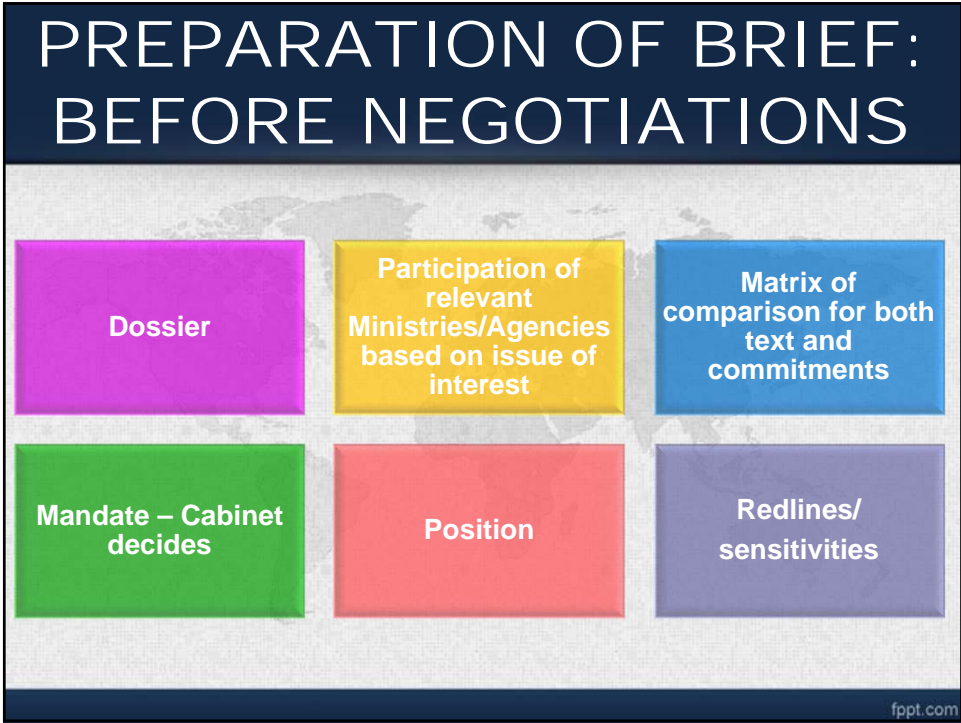 PREPARATION OF BRIEF:
BEFORE NEGOTIATIONS
Dossier
Participation of
relevant
Ministries/Agencies
based on issue of
interest
Matrix of
comparison for both
text and
commitments
Mandate – Cabinet
decides
Position
Redlines/
sensitivities
fppt.com